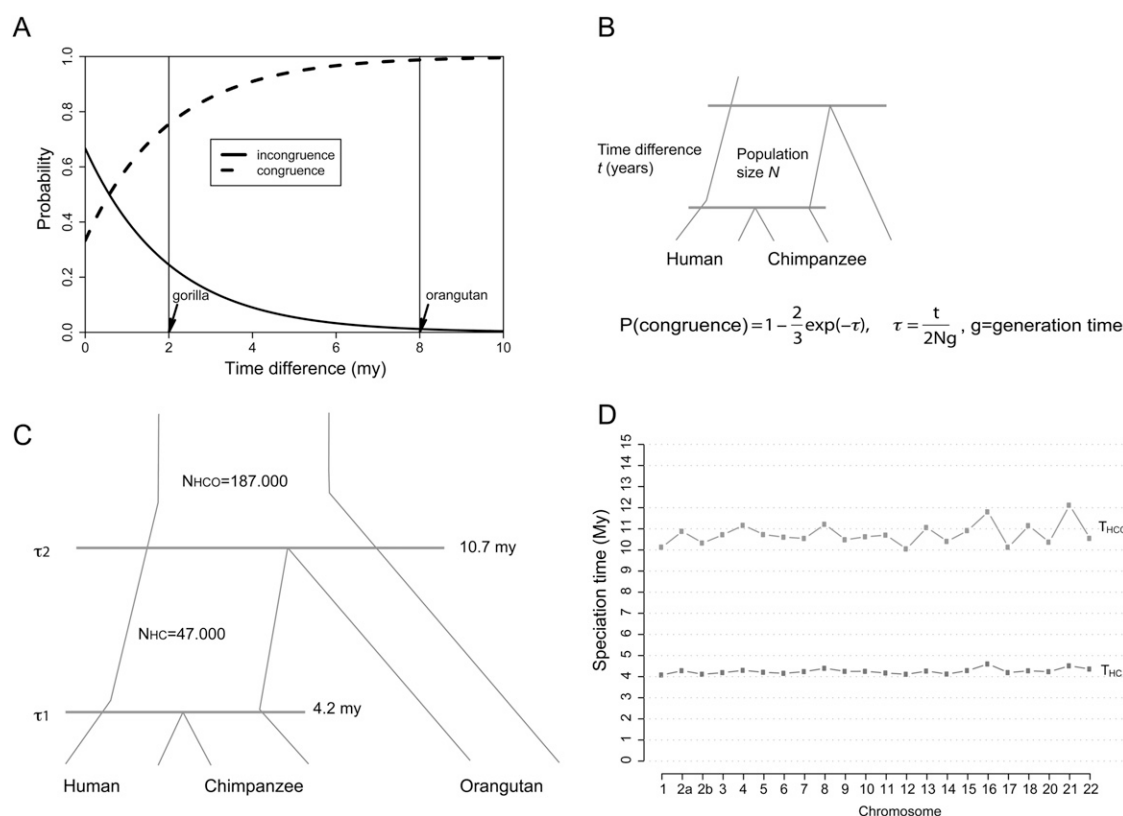 A
Probability
1.0
0.8
0.6
0.4
0.2
0.0
incongruence
congruence
gorilla
orangutan
0 2 4 6 8 10
Time difference (my)
B
Time difference
t (years)
Population
size N
Human Chimpanzee
P(congruence)=1−2/3exp(−τ), τ=t/2Ng, g=generation time
C
NHCO=187.000
τ2
10.7 my
NHC=47.000
τ1
4.2 my
Human Chimpanzee Orangutan
D
Speciation time (My)
15
14
13
12
11
10
9
8
7
6
5
4
3
2
1
0
THCO
THC
1 2a 2b 3 4 5 6 7 8 9 10 11 12 13 14 15 16 17 18 20 21 22
Chromosome